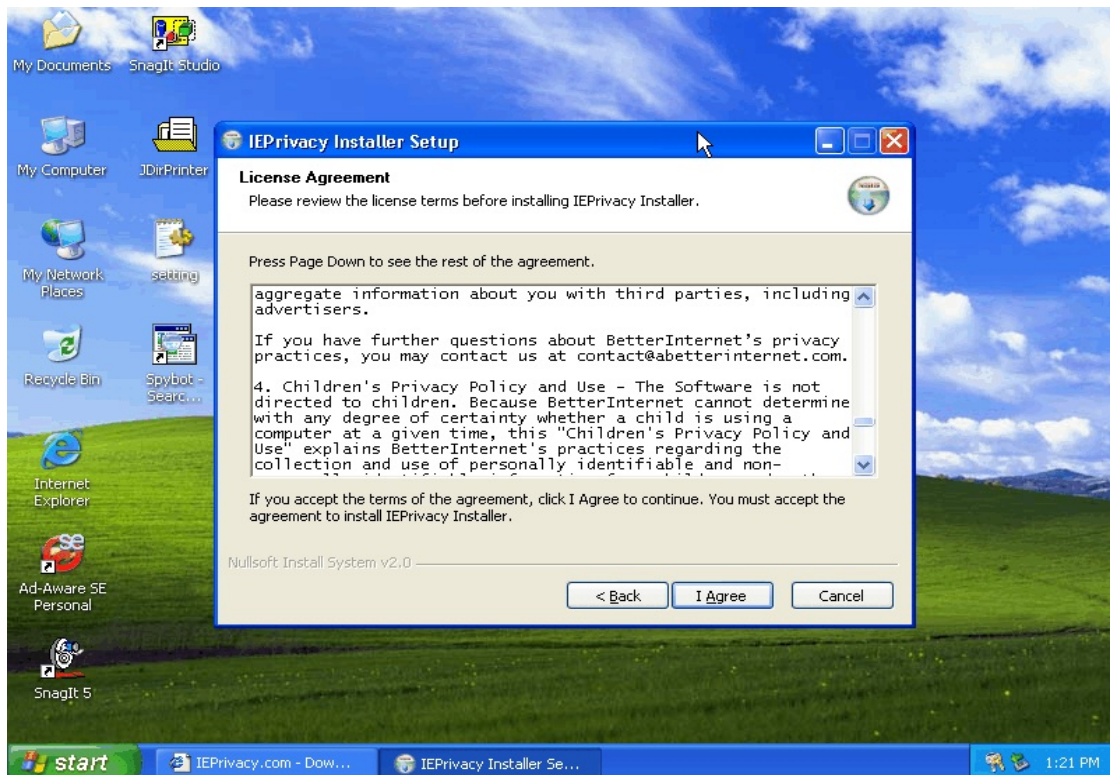 My Documents
SnagIt Studio
My Computer
JDirPrinter
My Network
Places
setting
Recycle Bin
Spybot -
Searc...
Internet
Explorer
Ad-Aware SE
Personal
SnagIt 5
IEPrivacy Installer Setup
License Agreement
Please review the license terms before installing IEPrivacy Installer.
Press Page Down to see the rest of the agreement.
aggregate information about you with third parties, including
advertisers.
If you have further questions about BetterInternet's privacy
practices, you may contact us at contact@abetterinternet.com.
4. Children's Privacy Policy and Use - The Software is not
directed to children. Because BetterInternet cannot determine
with any degree of certainty whether a child is using a
computer at a given time, this "Children's Privacy Policy and
Use" explains BetterInternet's practices regarding the
collection and use of personally identifiable and non-
If you accept the terms of the agreement, click I Agree to continue. You must accept the
agreement to install IEPrivacy Installer.
Nullsoft Install System v2.0
< Back
I Agree
Cancel
start
IEPrivacy.com - Dow...
IEPrivacy Installer Se...
1:21 PM